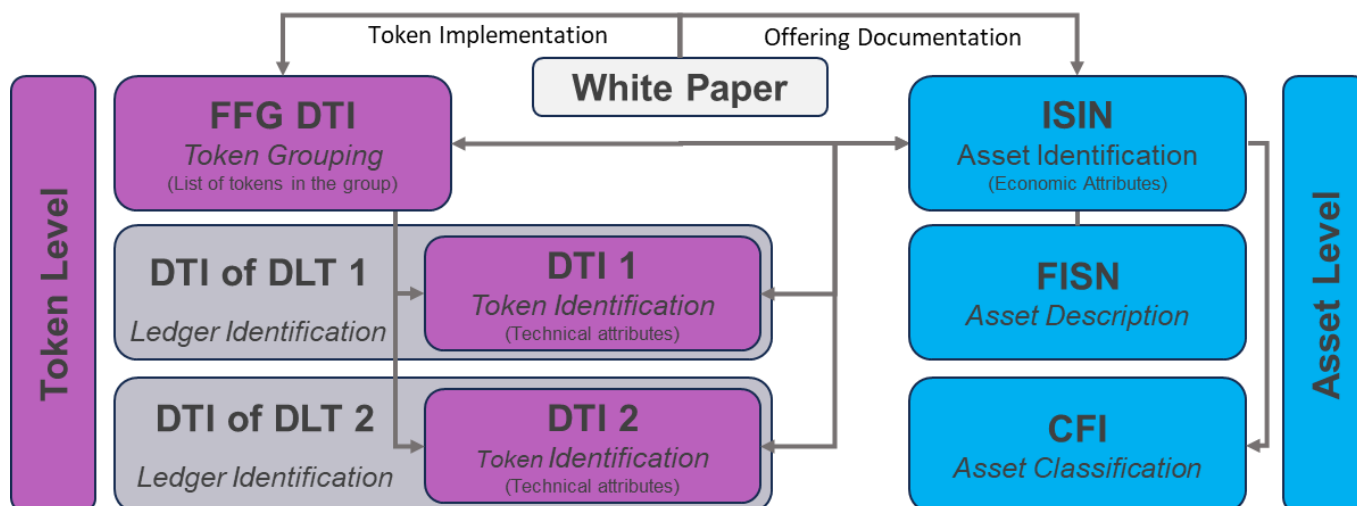 Token Implementation
Offering Documentation
White Paper
Token Level
FFG DTI
Token Grouping
(List of tokens in the group)
DTI of DLT 1
Ledger Identification
DTI 1
Token Identification
(Technical attributes)
DTI of DLT 2
Ledger Identification
DTI 2
Token Identification
(Technical attributes)
ISIN
Asset Identification
(Economic Attributes)
FISN
Asset Description
CFI
Asset Classification
Asset Level